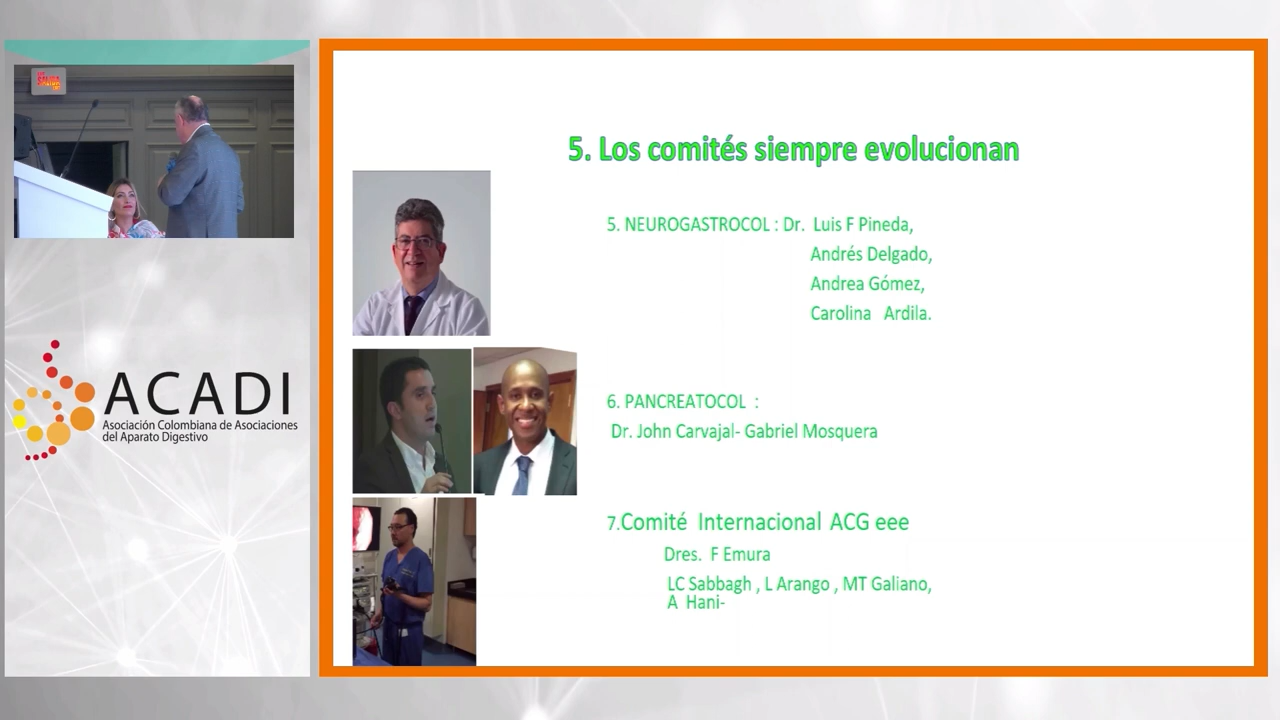 5. Los comités siempre evolucionan
5. NEUROGASTROCOL : Dr. Luis F Pineda,
Andrés Delgado,
Andrea Gómez,
Carolina Ardila.
6. PANCREATOCOL :
Dr. John Carvajal- Gabriel Mosquera
7.Comité Internacional ACG eee
Dres. F Emura
LC Sabbagh , L Arango , MT Galiano,
A Hani-
ACADI
Asociación Colombiana de Asociaciones
del Aparato Digestivo